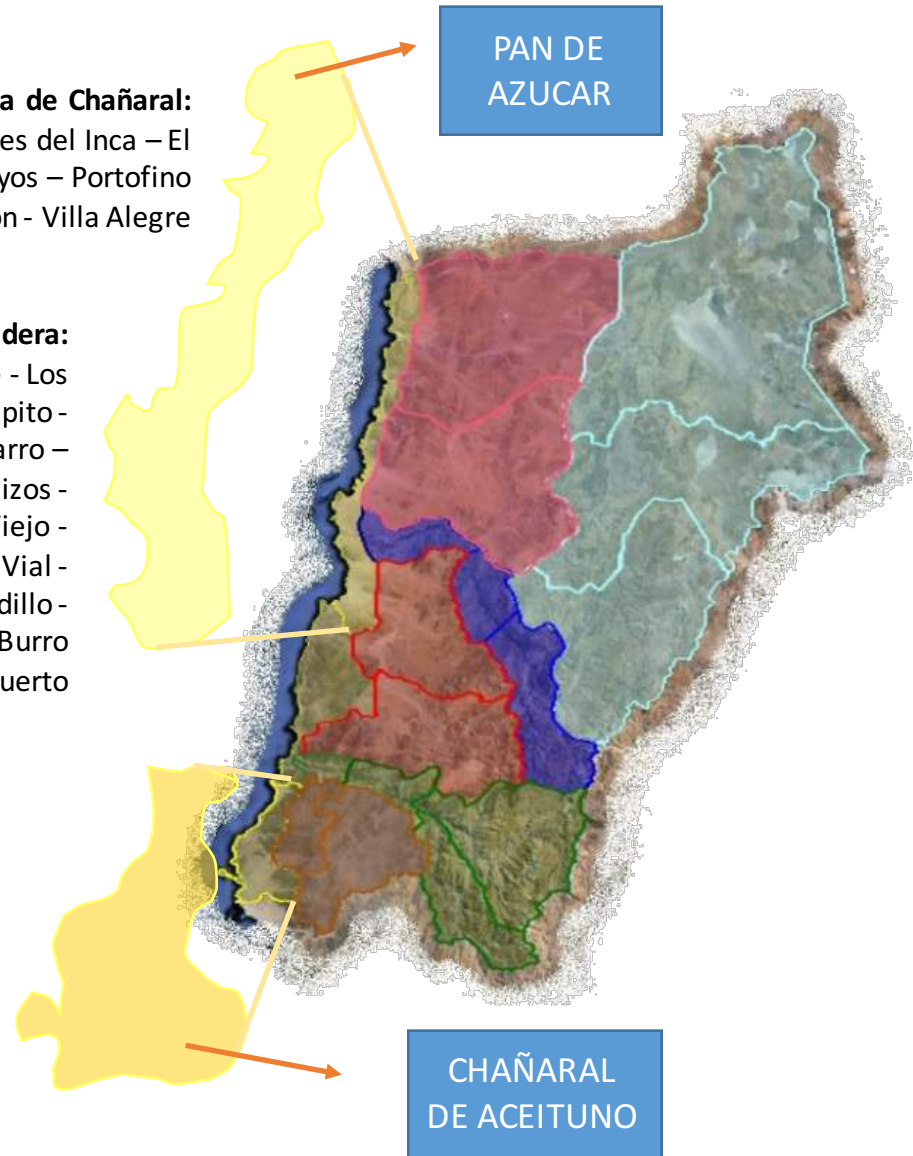 PAN DE
AZUCAR
a de Chañaral:
es del Inca – El
yos – Portofino
ón - Villa Alegre
dera:
- Los
pito -
arro –
izos -
iejo -
Vial -
dillo -
Burro
uerto
CHAÑARAL
DE ACEITUNO